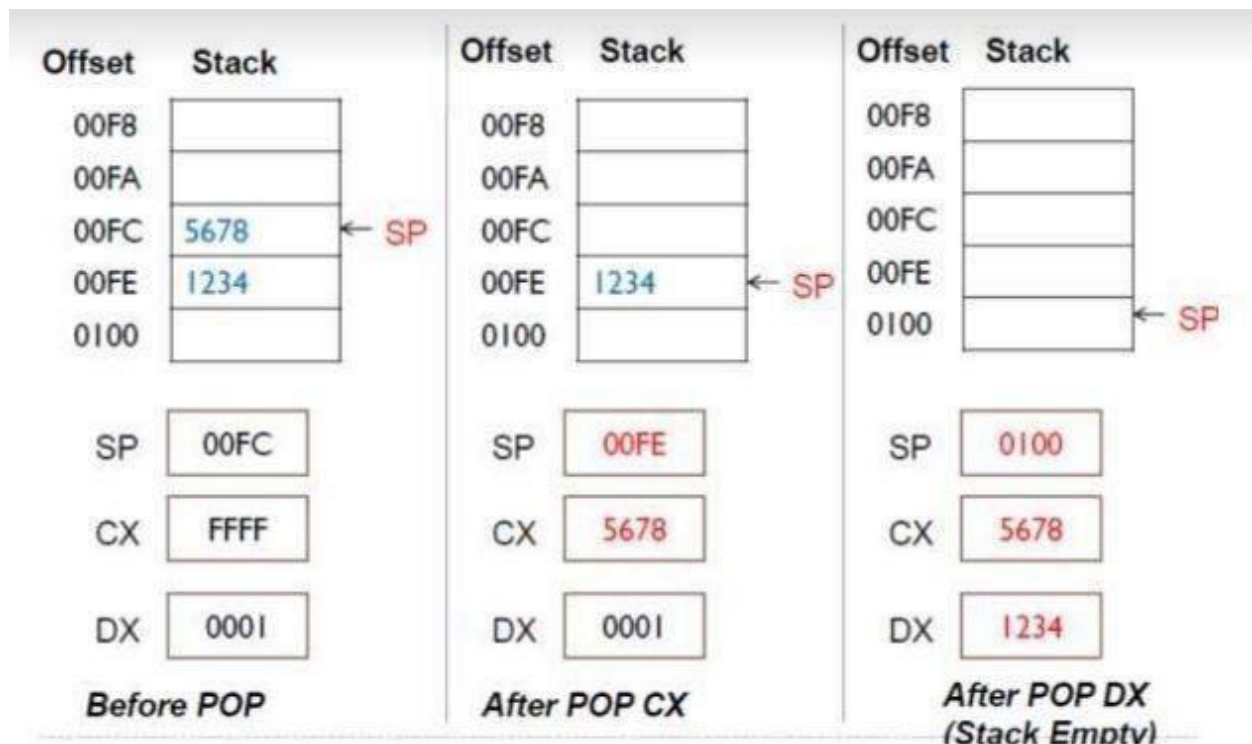 Offset Stack
00F8
00FA
00FC 5678 ← SP
00FE 1234
0100
SP 00FC
CX FFFF
DX 0001
Before POP
Offset Stack
00F8
00FA
00FC
00FE 1234 ← SP
0100
SP 00FE
CX 5678
DX 0001
After POP CX
Offset Stack
00F8
00FA
00FC
00FE
0100 ← SP
SP 0100
CX 5678
DX 1234
After POP DX
(Stack Empty)